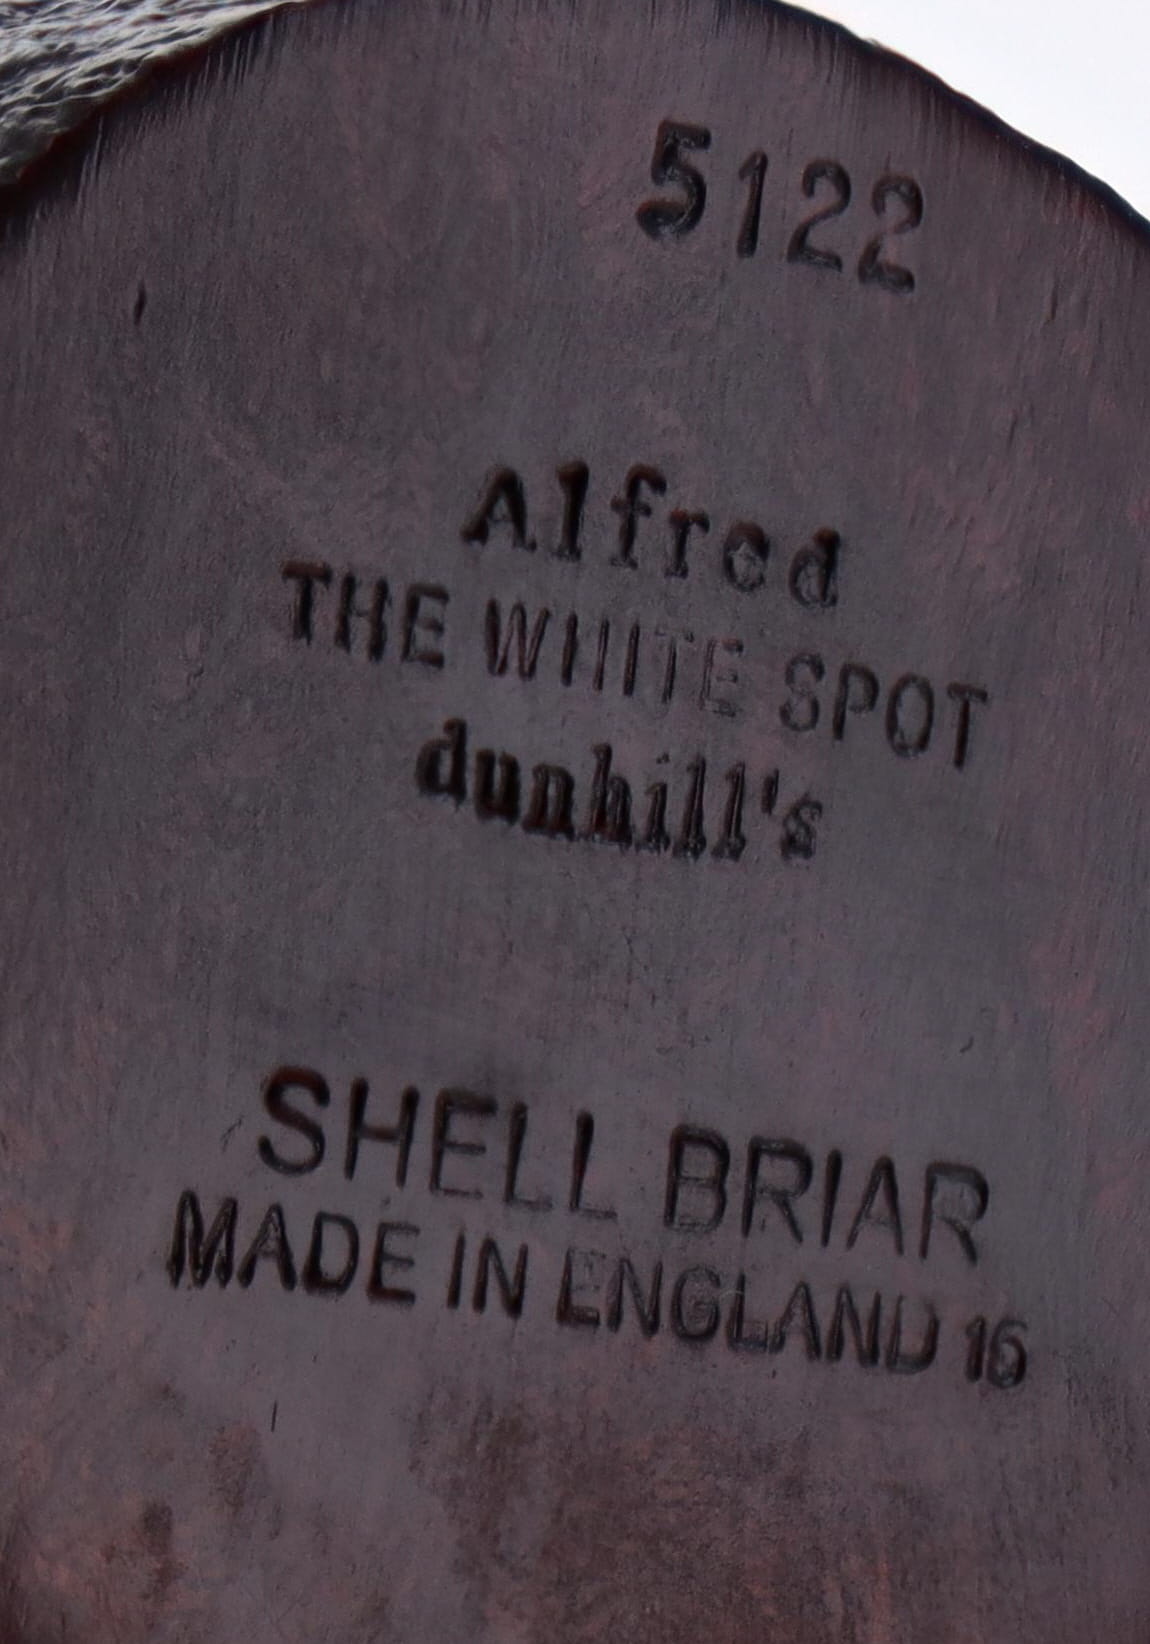 5122
Alfred
THE WHITE SPOT
dunhill's
SHELL BRIAR
MADE IN ENGLAND 16